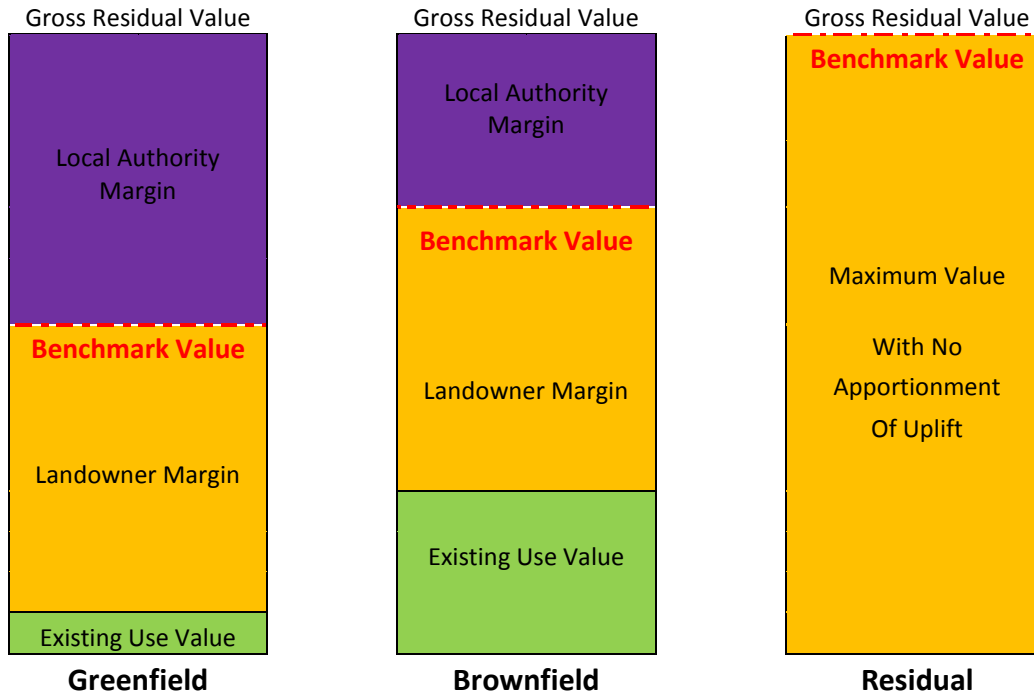 Gross Residual Value
Local Authority
Margin
Benchmark Value
Landowner Margin
Existing Use Value
Greenfield
Gross Residual Value
Local Authority
Margin
Benchmark Value
Landowner Margin
Existing Use Value
Brownfield
Gross Residual Value
Benchmark Value
Maximum Value
With No
Apportionment
Of Uplift
Residual